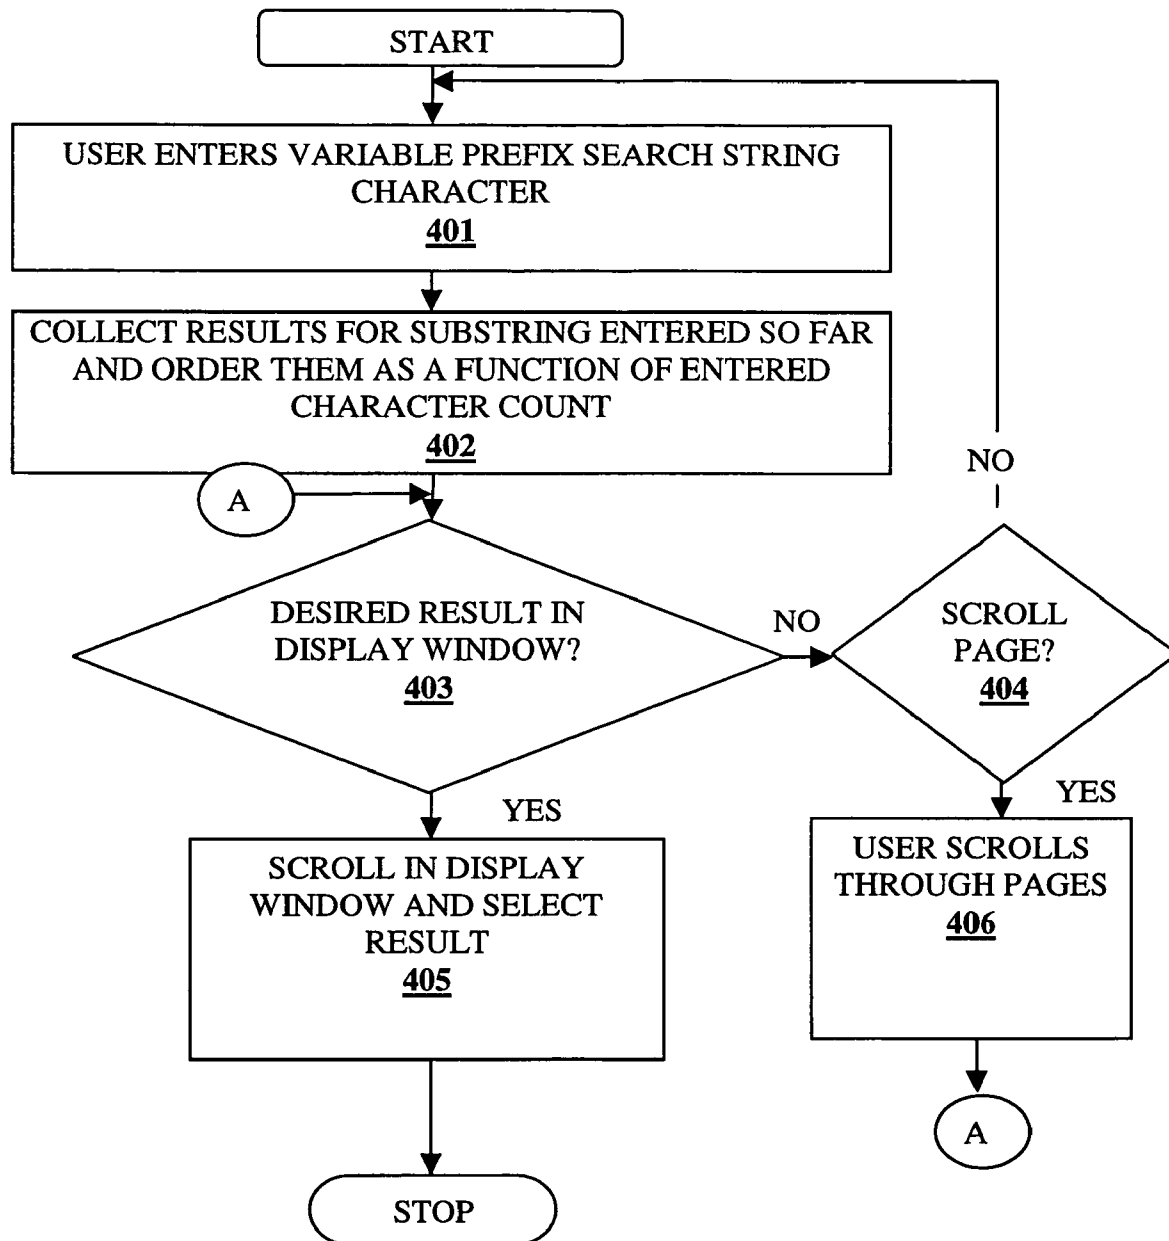 START
USER ENTERS VARIABLE PREFIX SEARCH STRING
CHARACTER
401
COLLECT RESULTS FOR SUBSTRING ENTERED SO FAR
AND ORDER THEM AS A FUNCTION OF ENTERED
CHARACTER COUNT
402
A
DESIRED RESULT IN
DISPLAY WINDOW?
403
NO
SCROLL
PAGE?
404
NO
YES
SCROLL IN DISPLAY
WINDOW AND SELECT
RESULT
405
YES
USER SCROLLS
THROUGH PAGES
406
A
STOP